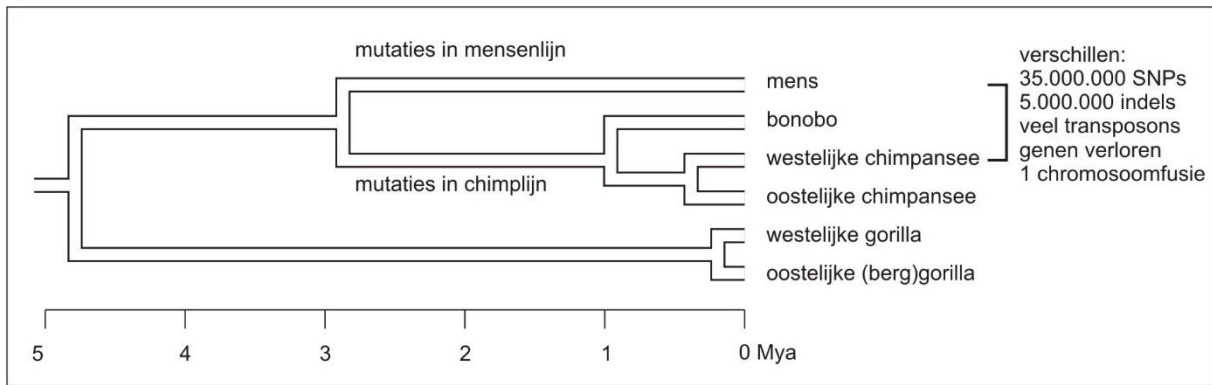 mutaties in mensenlijn
mens
bonobo
westelijke chimpansee
mutaties in chimplijn
oostelijke chimpansee
westelijke gorilla
oostelijke (berg)gorilla
verschillen:
35.000.000 SNPs
5.000.000 indels
veel transposons
genen verloren
1 chromosoomfusie
5 4 3 2 1 0 Mya